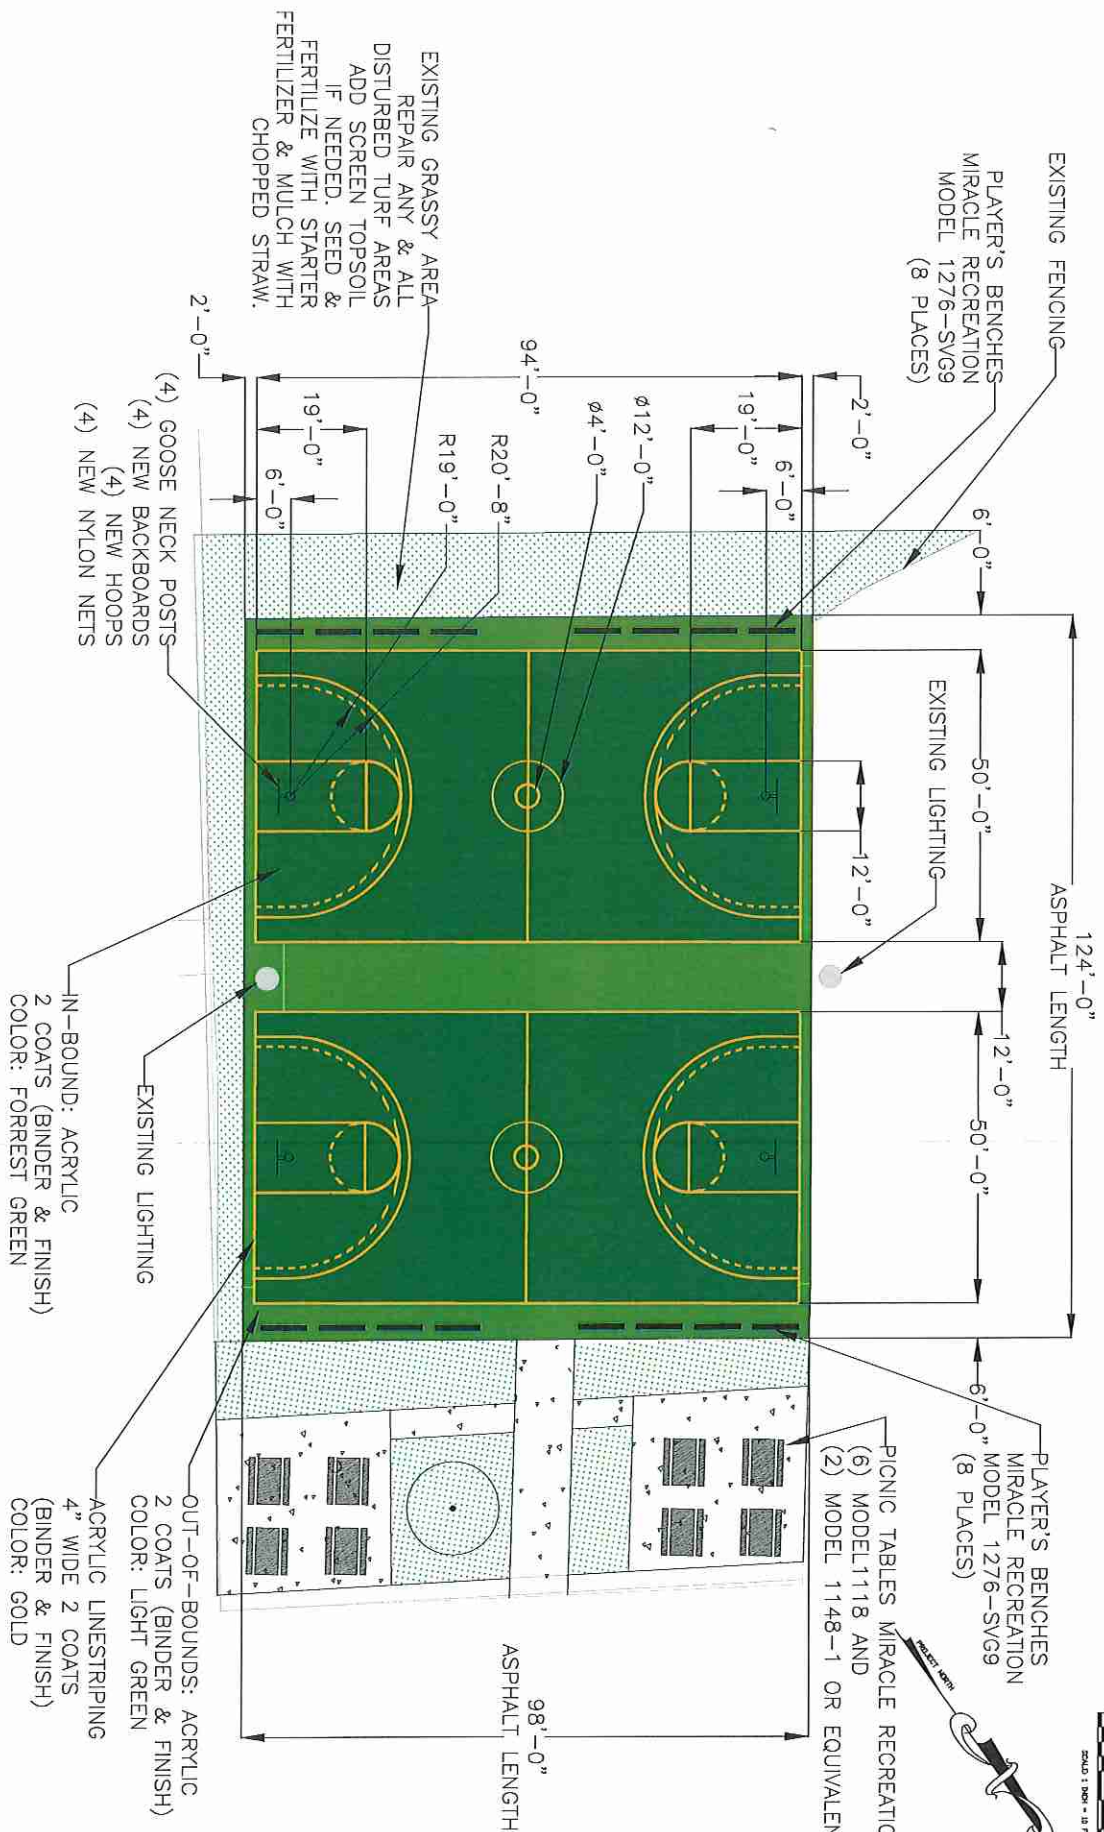 EXISTING FENCING
PLAYER'S BENCHES
MIRACLE RECREATION
MODEL 1276-SVG9
(8 PLACES)
EXISTING GRASSY AREA
REPAIR ANY & ALL
DISTURBED TURF AREAS
ADD SCREEN TOPSOIL
IF NEEDED. SEED &
FERTILIZE WITH STARTER
FERTILIZER & MULCH WITH
CHOPPED STRAW.
2'-0"
94'-0"
2'-0"
19'-0"
6'-0"
19'-0"
6'-0"
ø12'-0"
ø4'-0"
R20'-8"
R19'-0"
(4) GOOSE NECK POSTS
(4) NEW BACKBOARDS
(4) NEW HOOPS
(4) NEW NYLON NETS
6'-0"
124'-0"
ASPHALT LENGTH
50'-0"
12'-0"
12'-0"
50'-0"
6'-0"
EXISTING LIGHTING
EXISTING LIGHTING
IN-BOUND: ACRYLIC
2 COATS (BINDER & FINISH)
COLOR: FORREST GREEN
PLAYER'S BENCHES
MIRACLE RECREATION
MODEL 1276-SVG9
(8 PLACES)
PICNIC TABLES MIRACLE RECREATIO
(6) MODEL1118 AND
(2) MODEL 1148-1 OR EQUIVALEN
OUT-OF-BOUNDS: ACRYLIC
2 COATS (BINDER & FINISH)
COLOR: LIGHT GREEN
ACRYLIC LINESTRIPING
4" WIDE 2 COATS
(BINDER & FINISH)
COLOR: GOLD
98'-0"
ASPHALT LENGTH
PROJECT NORTH